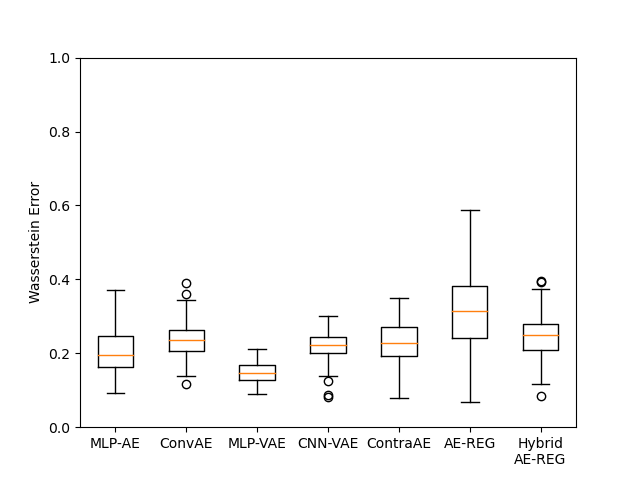 1.0
0.8
0.6
0.4
0.2
0.0
Wasserstein Error
MLP-AE ConvAE MLP-VAE CNN-VAE ContraAE AE-REG Hybrid
AE-REG